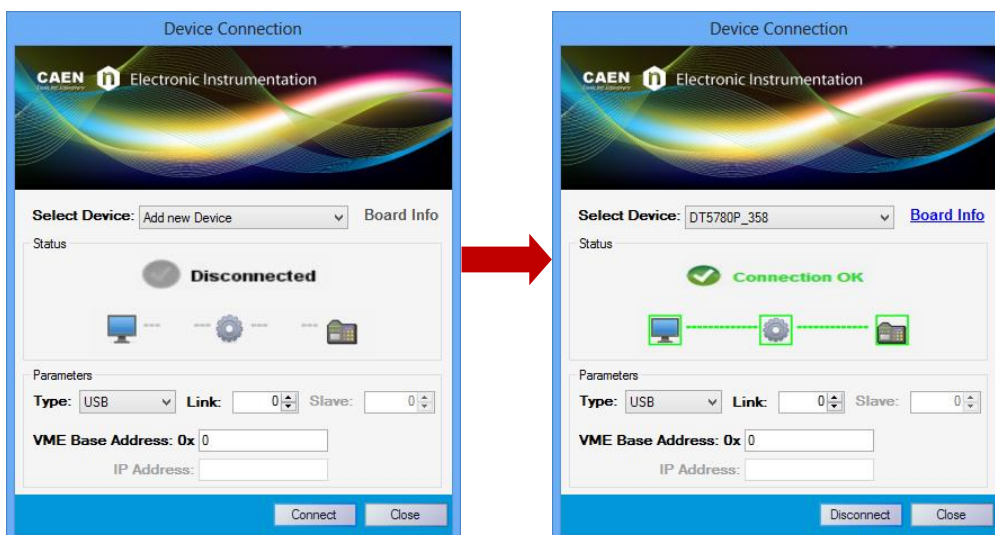 Device Connection
CAEN n Electronic Instrumentation
Select Device: Add new Device Board Info
Status
Disconnected
Parameters
Type: USB Link: 0 Slave: 0
VME Base Address: 0x 0
IP Address:
Connect Close
Device Connection
CAEN n Electronic Instrumentation
Select Device: DT5780P_358 Board Info
Status
Connection OK
Parameters
Type: USB Link: 0 Slave: 0
VME Base Address: 0x 0
IP Address:
Disconnect Close